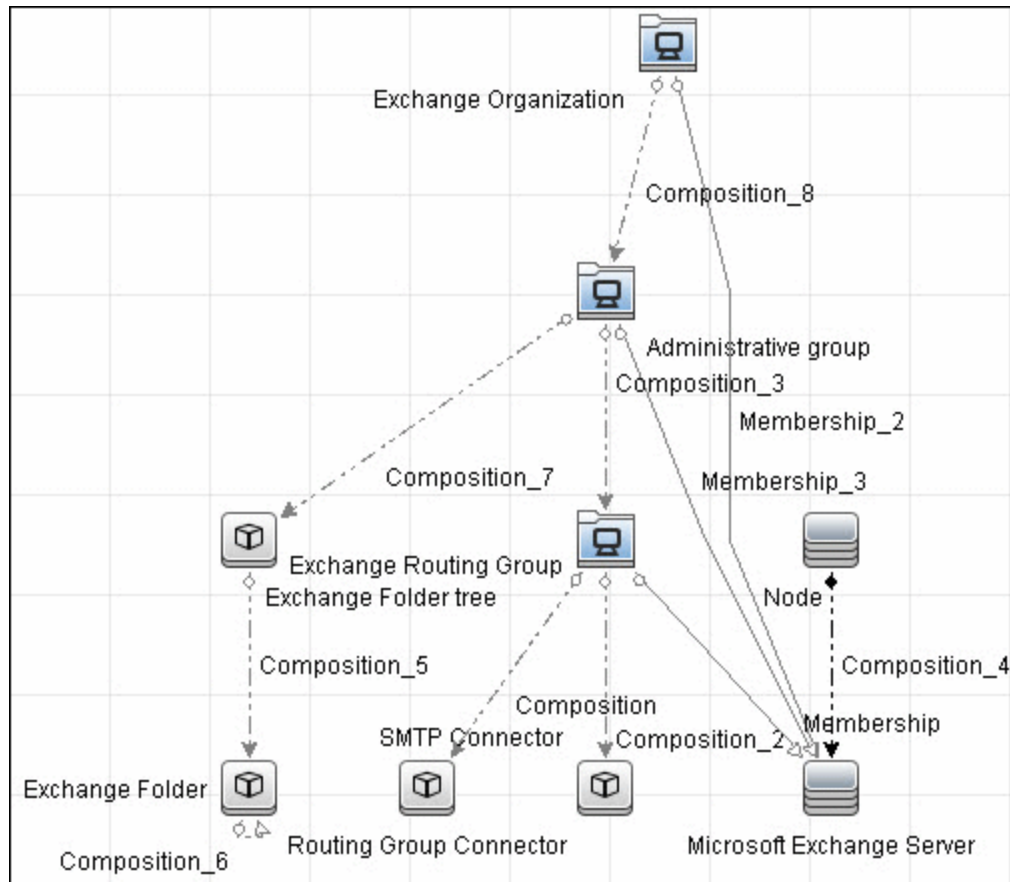 Exchange Organization
Composition_8
Administrative group
Composition_3
Membership_2
Composition_7
Membership_3
Exchange Routing Group
Exchange Folder tree
Node
Composition_5
Composition_4
Composition
Membership
SMTP Connector
Composition_2
Exchange Folder
Routing Group Connector
Microsoft Exchange Server
Composition_6